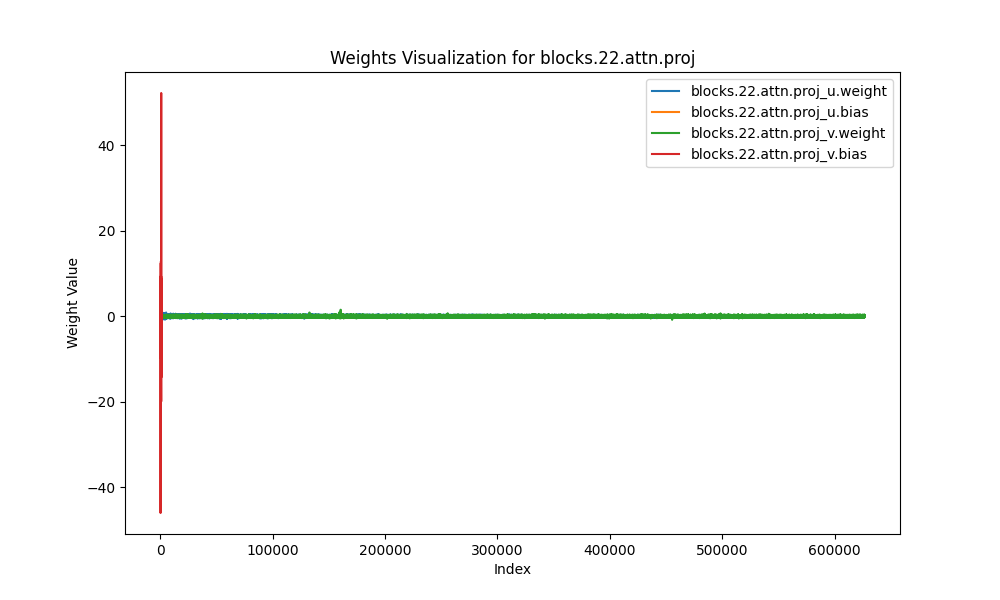 Weights Visualization for blocks.22.attn.proj
blocks.22.attn.proj_u.weight
blocks.22.attn.proj_u.bias
blocks.22.attn.proj_v.weight
blocks.22.attn.proj_v.bias
40
20
0
−20
−40
Weight Value
0 100000 200000 300000 400000 500000 600000
Index